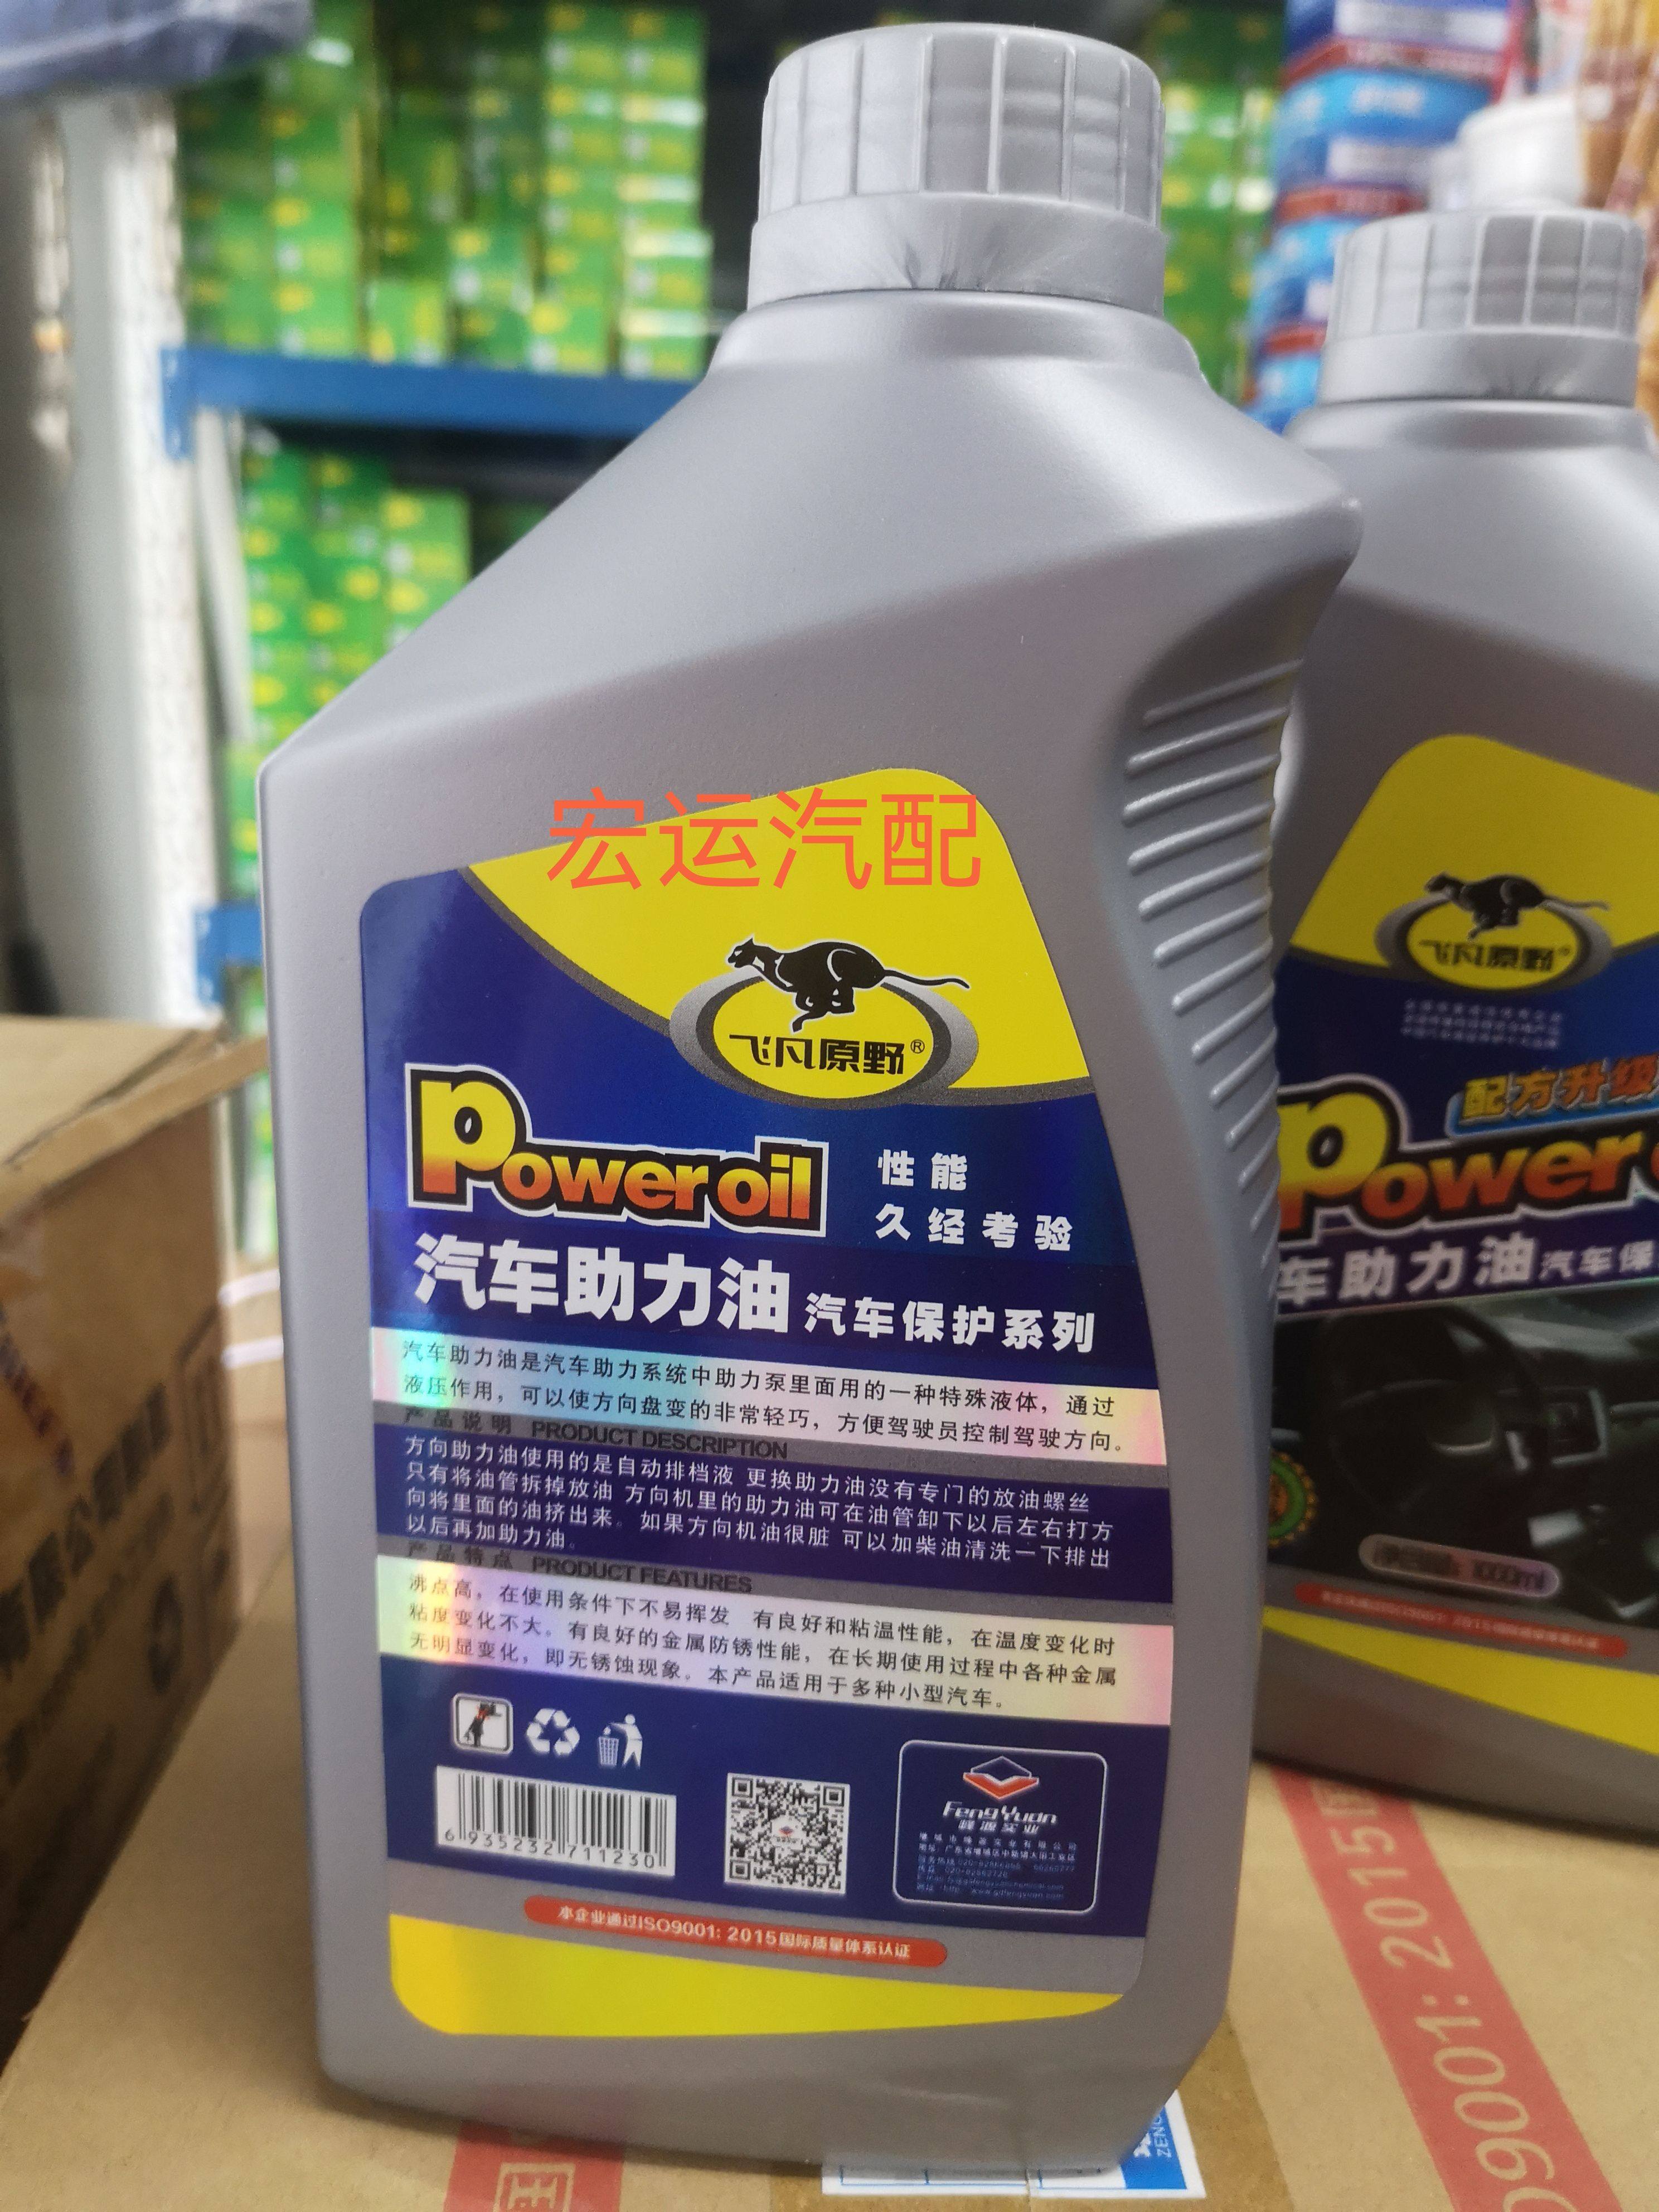 宏运汽配
飞凡原野®
Power oil
性能
久经考验
汽车助力油 汽车保护系列
汽车助力油是汽车助力系统中助力泵里面用的一种特殊液体，通过
液压作用，可以使方向盘变的非常轻巧，方便驾驶员控制驾驶方向。
产品说明 PRODUCT DESCRIPTION
方向助力油使用的是自动排档液 更换助力油没有专门的放油螺丝
只有将油管拆掉放油 方向机里的助力油可在油管卸下以后左右打方
向将里面的油挤出来。如果方向机油很脏 可以加柴油清洗一下排出
以后再加助力油。
产品特点 PRODUCT FEATURES
沸点高，在使用条件下不易挥发 有良好和粘温性能，在温度变化时
粘度变化不大。有良好的金属防锈性能，在长期使用过程中各种金属
无明显变化，即无锈蚀现象。本产品适用于多种小型汽车。
6 935232 711230
FengYuan
本企业通过ISO9001: 2015国际质量体系认证
飞凡原野®
配方升级
Power
车助力油 汽车保
1000ml
9001: 2015国
ZENG